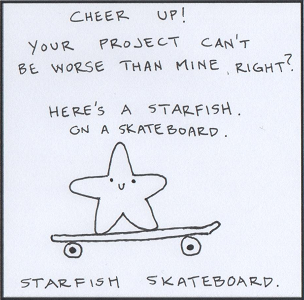 CHEER UP!
YOUR PROJECT CAN'T
BE WORSE THAN MINE, RIGHT?
HERE'S A STARFISH.
ON A SKATEBOARD.
STARFISH SKATEBOARD.